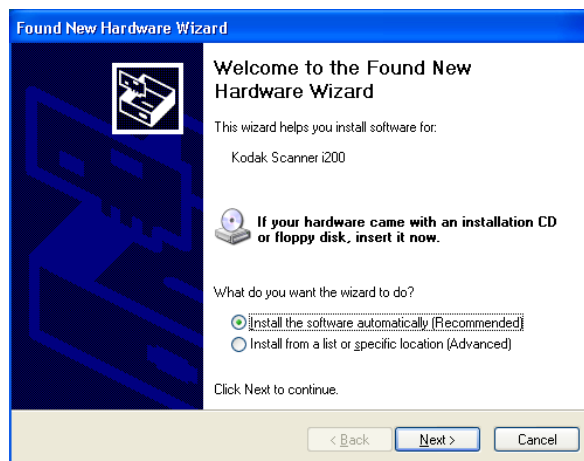 Found New Hardware Wizard
Welcome to the Found New
Hardware Wizard
This wizard helps you install software for:
Kodak Scanner i200
If your hardware came with an installation CD
or floppy disk, insert it now.
What do you want the wizard to do?
Install the software automatically (Recommended)
Install from a list or specific location (Advanced)
Click Next to continue.
< Back Next > Cancel